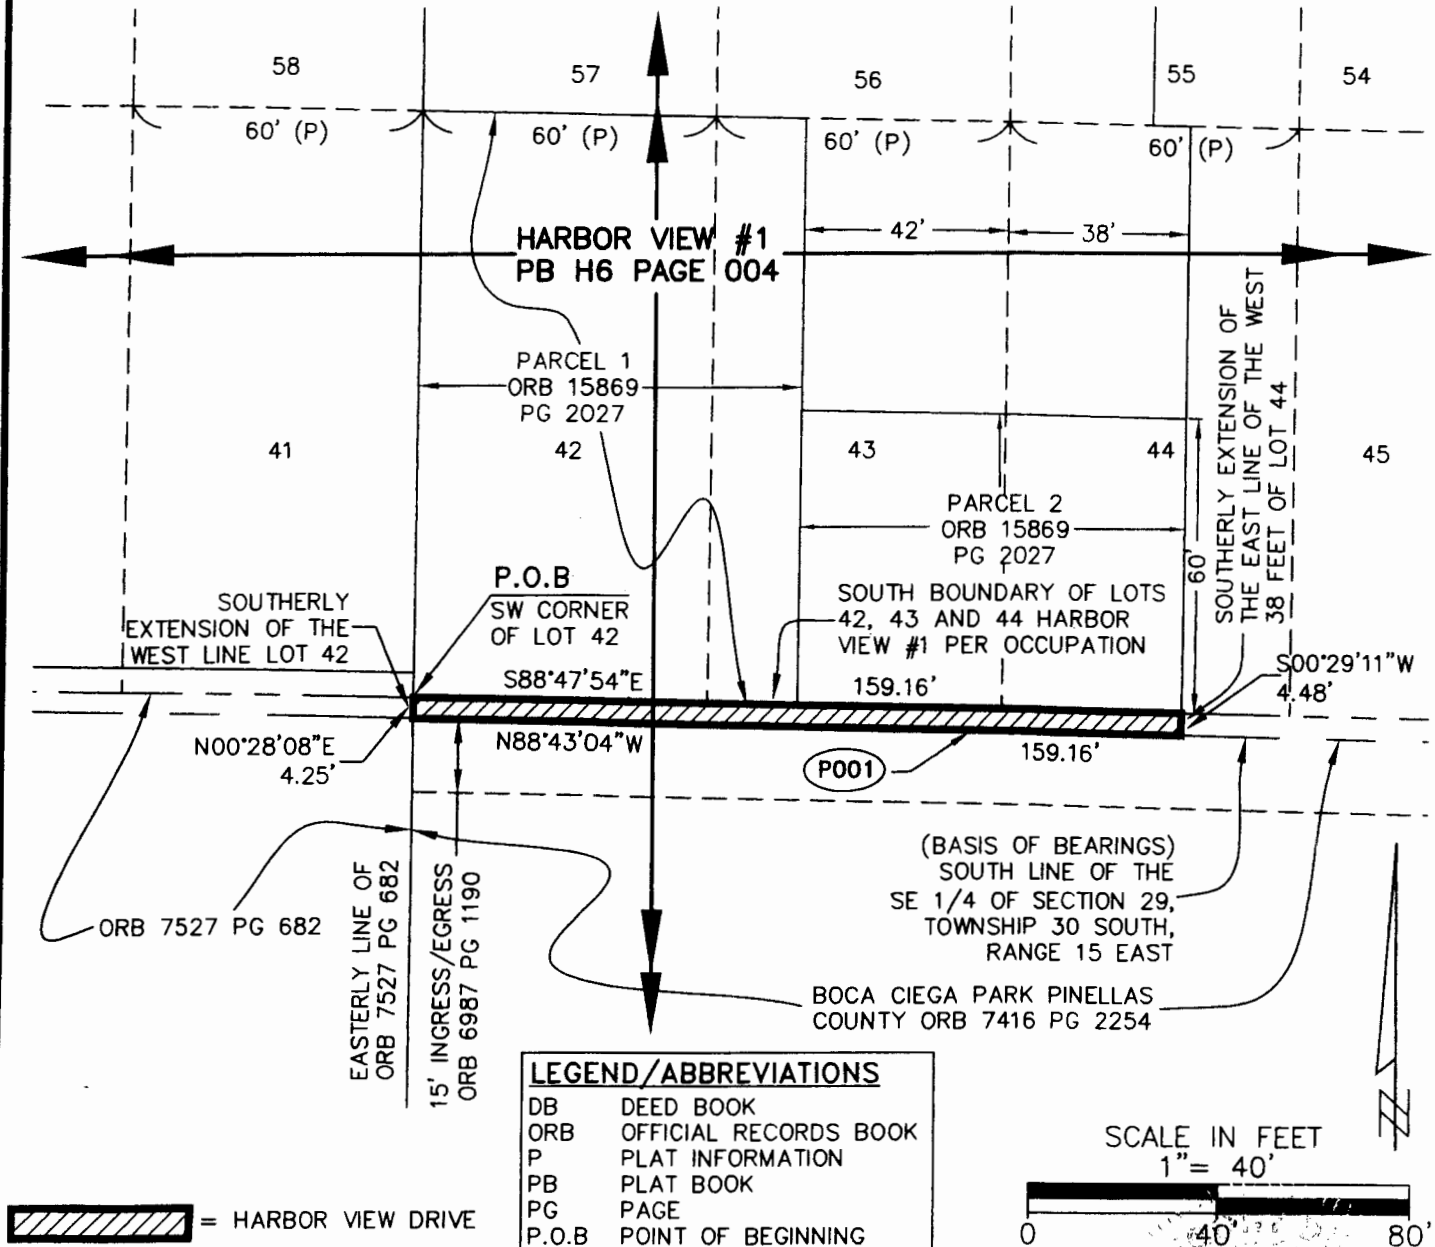 58
57
56
55
54
60' (P)
60' (P)
60' (P)
60' (P)
42'
38'
HARBOR VIEW #1
PB H6 PAGE 004
PARCEL 1
ORB 15869
PG 2027
41
42
43
44
45
PARCEL 2
ORB 15869
PG 2027
60'
SOUTHERLY EXTENSION OF
THE EAST LINE OF THE WEST
38 FEET OF LOT 44
P.O.B
SW CORNER
OF LOT 42
SOUTHERLY
EXTENSION OF THE
WEST LINE LOT 42
SOUTH BOUNDARY OF LOTS
42, 43 AND 44 HARBOR
VIEW #1 PER OCCUPATION
S88°47'54"E
159.16'
S00°29'11"W
4.48'
N00°28'08"E
4.25'
N88°43'04"W
159.16'
P001
ORB 7527 PG 682
EASTERLY LINE OF
ORB 7527 PG 682
15' INGRESS/EGRESS
ORB 6987 PG 1190
(BASIS OF BEARINGS)
SOUTH LINE OF THE
SE 1/4 OF SECTION 29,
TOWNSHIP 30 SOUTH,
RANGE 15 EAST
BOCA CIEGA PARK PINELLAS
COUNTY ORB 7416 PG 2254
LEGEND/ABBREVIATIONS
DB DEED BOOK
ORB OFFICIAL RECORDS BOOK
P PLAT INFORMATION
PB PLAT BOOK
PG PAGE
P.O.B POINT OF BEGINNING
= HARBOR VIEW DRIVE
N
SCALE IN FEET
1"= 40'
0 40' 80'